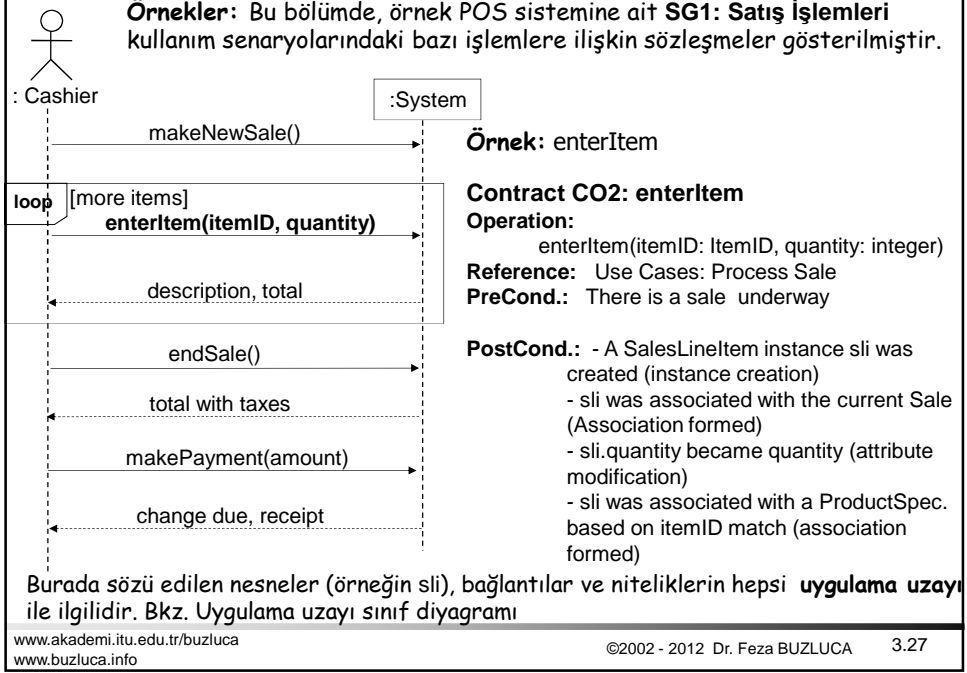 Örnekler: Bu bölümde, örnek POS sistemine ait SG1: Satış İşlemleri
kullanım senaryolarındaki bazı işlemlere ilişkin sözleşmeler gösterilmiştir.
: Cashier
:System
makeNewSale()
loop [more items]
enterItem(itemID, quantity)
description, total
endSale()
total with taxes
makePayment(amount)
change due, receipt
Örnek: enterItem
Contract CO2: enterItem
Operation:
enterItem(itemID: ItemID, quantity: integer)
Reference: Use Cases: Process Sale
PreCond.: There is a sale underway
PostCond.: - A SalesLineItem instance sli was
created (instance creation)
- sli was associated with the current Sale
(Association formed)
- sli.quantity became quantity (attribute
modification)
- sli was associated with a ProductSpec.
based on itemID match (association
formed)
Burada sözü edilen nesneler (örneğin sli), bağlantılar ve niteliklerin hepsi uygulama uzayı
ile ilgilidir. Bkz. Uygulama uzayı sınıf diyagramı
www.akademi.itu.edu.tr/buzluca
www.buzluca.info
©2002 - 2012 Dr. Feza BUZLUCA 3.27